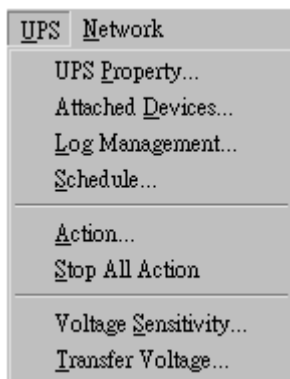 UPS Network
UPS Property...
Attached Devices...
Log Management...
Schedule...
Action...
Stop All Action
Voltage Sensitivity...
Transfer Voltage...